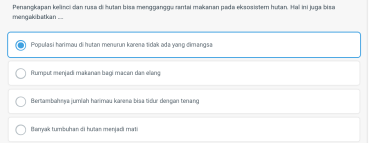 Penangkapan kelinci dan rusa di hutan bisa mengganggu rantai makanan pada eksosistem hutan. Hal ini juga bisa
mengakibatkan ....
Populasi harimau di hutan menurun karena tidak ada yang dimangsa
Rumput menjadi makanan bagi macan dan elang
Bertambahnya jumlah harimau karena bisa tidur dengan tenang
Banyak tumbuhan di hutan menjadi mati